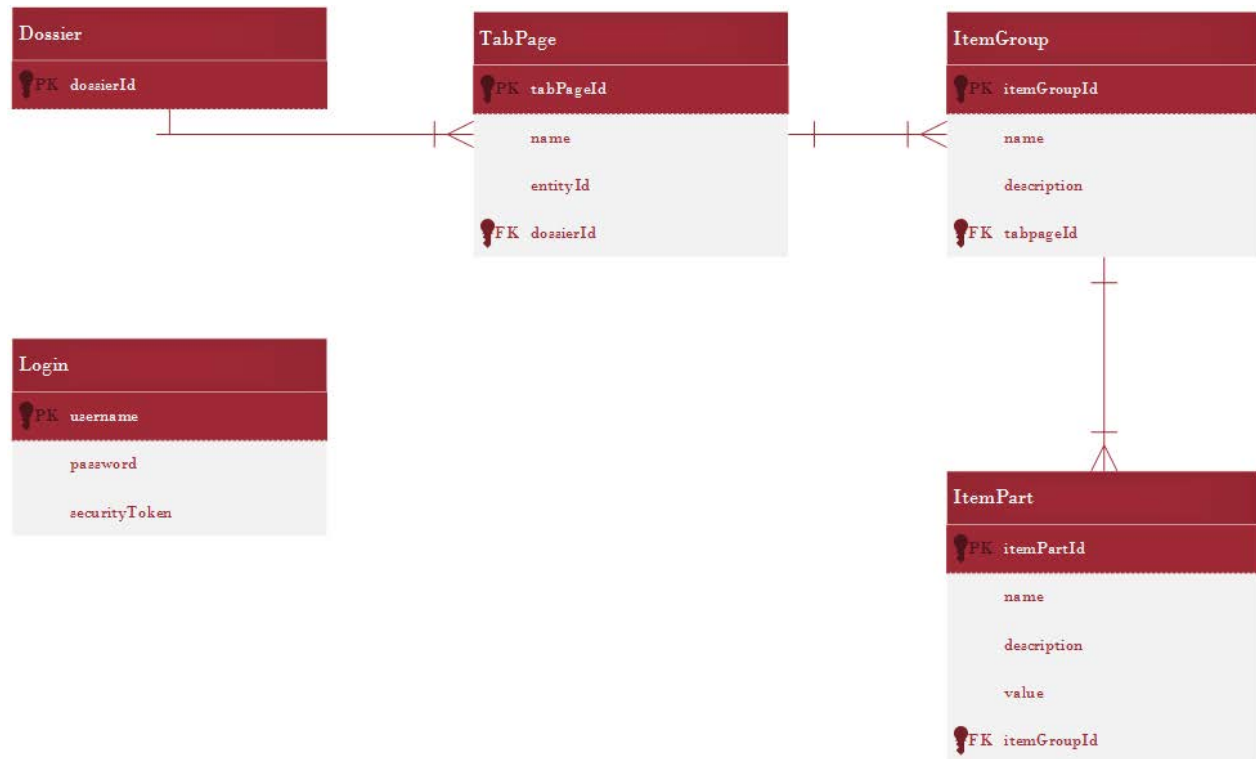 Dossier
PK dossierId
TabPage
PK tabPageId
name
entityId
FK dossierId
ItemGroup
PK itemGroupId
name
description
FK tabpageId
Login
PK username
password
securityToken
ItemPart
PK itemPartId
name
description
value
FK itemGroupId